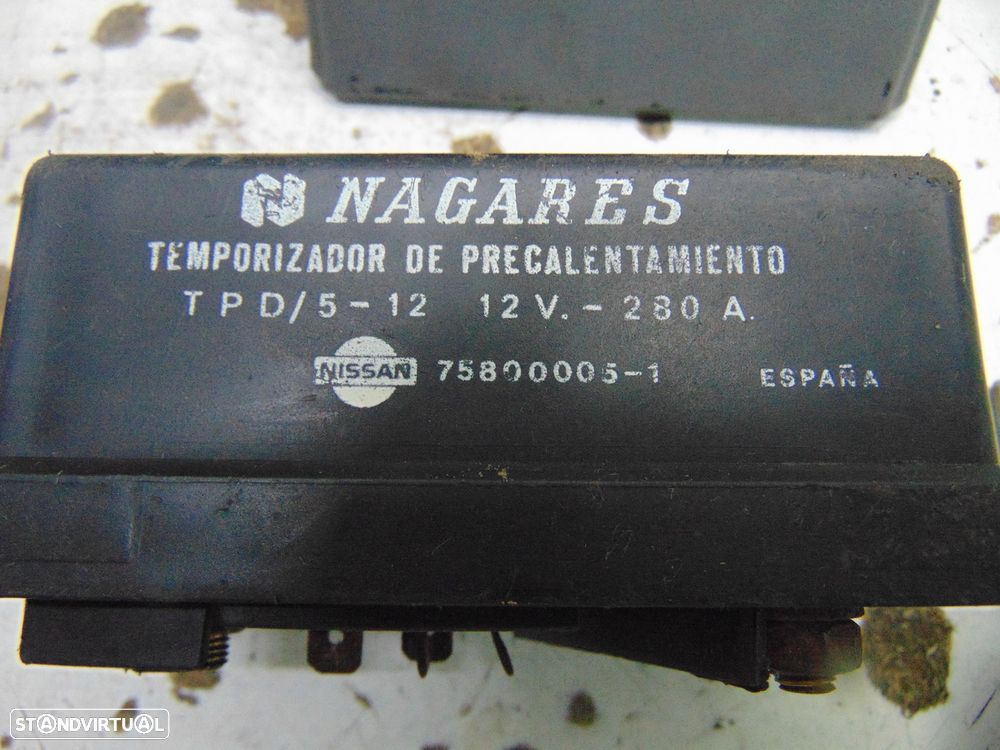 NAGARES
TEMPORIZADOR DE PRECALENTAMIENTO
TPD/5-12 12V.-280 A.
NISSAN 75800005-1 ESPAÑA
STANDVIRTUAL